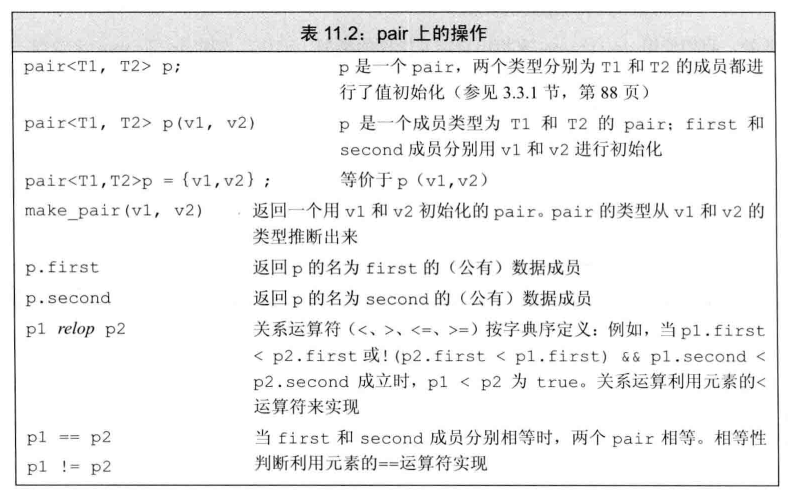 表 11.2：pair 上的操作
pair<T1, T2> p; p 是一个 pair，两个类型分别为 T1 和 T2 的成员都进
行了值初始化（参见 3.3.1 节，第 88 页）
pair<T1, T2> p(v1, v2) p 是一个成员类型为 T1 和 T2 的 pair；first 和
second 成员分别用 v1 和 v2 进行初始化
pair<T1,T2>p = {v1,v2}; 等价于 p（v1,v2）
make_pair(v1, v2) 返回一个用 v1 和 v2 初始化的 pair。pair 的类型从 v1 和 v2 的
类型推断出来
p.first 返回 p 的名为 first 的（公有）数据成员
p.second 返回 p 的名为 second 的（公有）数据成员
p1 relop p2 关系运算符（<、>、<=、>=）按字典序定义：例如，当 p1.first
< p2.first 或!(p2.first < p1.first) && p1.second <
p2.second 成立时，p1 < p2 为 true。关系运算利用元素的<
运算符来实现
p1 == p2 当 first 和 second 成员分别相等时，两个 pair 相等。相等性
p1 != p2 判断利用元素的==运算符实现